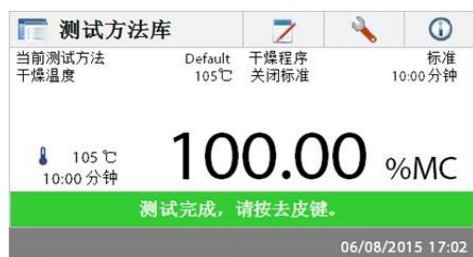 测试方法库
当前测试方法 Default 干燥程序 标准
干燥温度 105℃ 关闭标准 10:00 分钟
105 ℃
10:00 分钟
100.00 %MC
测试完成，请按去皮键。
06/08/2015 17:02